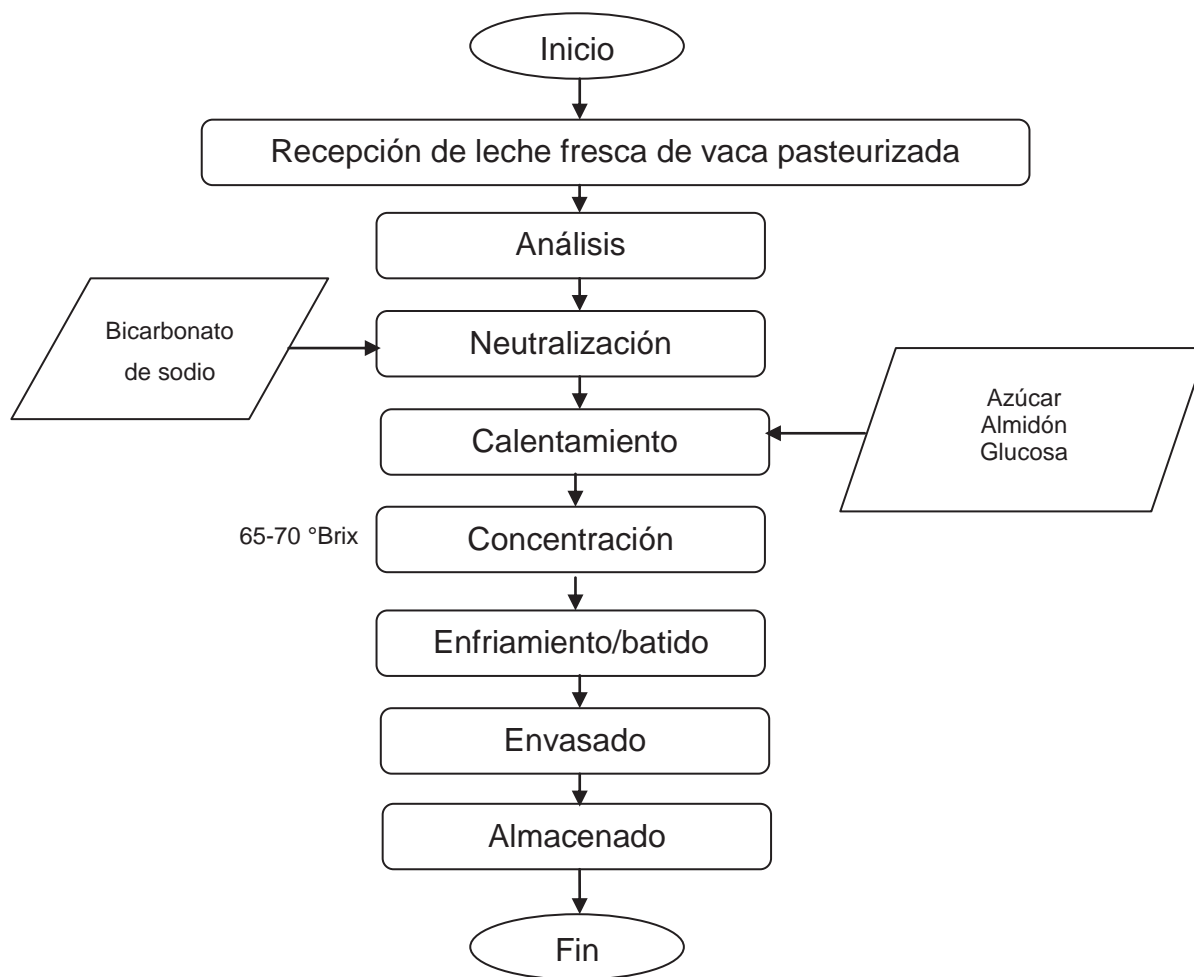 Inicio
Recepción de leche fresca de vaca pasteurizada
Análisis
Bicarbonato
de sodio
Neutralización
Azúcar
Almidón
Glucosa
Calentamiento
65-70 °Brix
Concentración
Enfriamiento/batido
Envasado
Almacenado
Fin